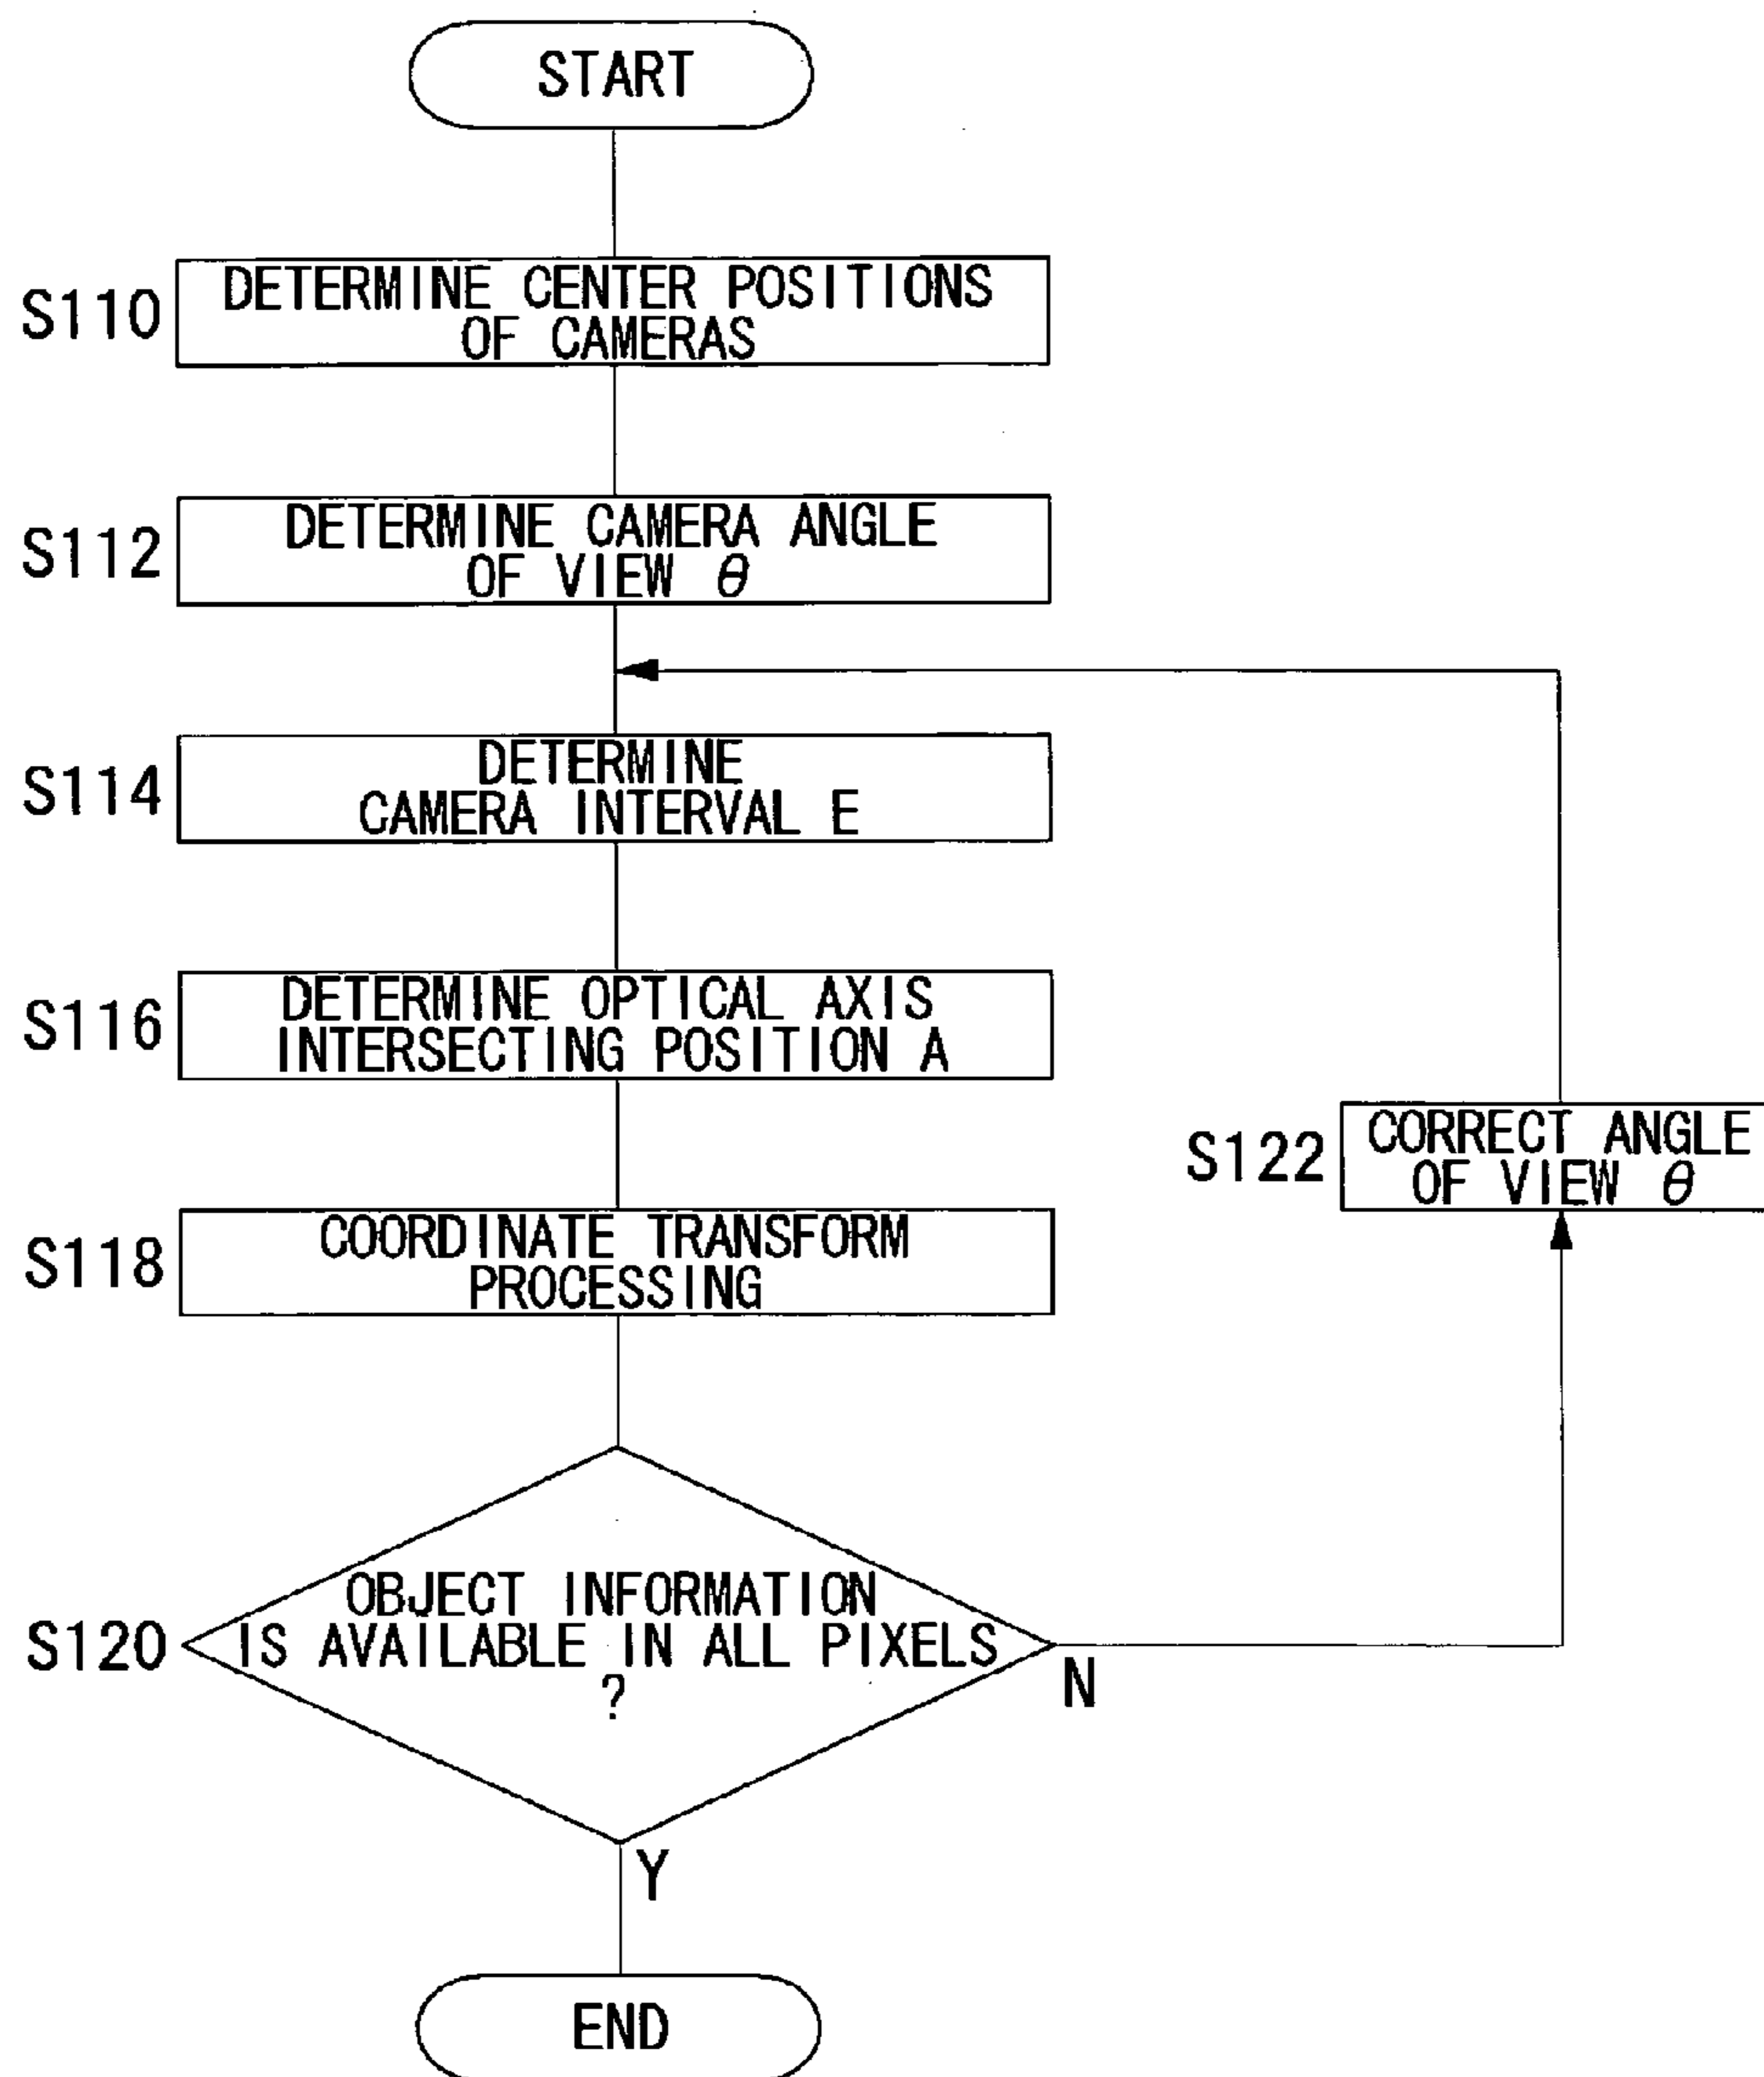 START
S110
DETERMINE CENTER POSITIONS
OF CAMERAS
S112
DETERMINE CAMERA ANGLE
OF VIEW θ
S114
DETERMINE
CAMERA INTERVAL E
S116
DETERMINE OPTICAL AXIS
INTERSECTING POSITION A
S122
CORRECT ANGLE
OF VIEW θ
S118
COORDINATE TRANSFORM
PROCESSING
S120
OBJECT INFORMATION
IS AVAILABLE IN ALL PIXELS
?
N
Y
END